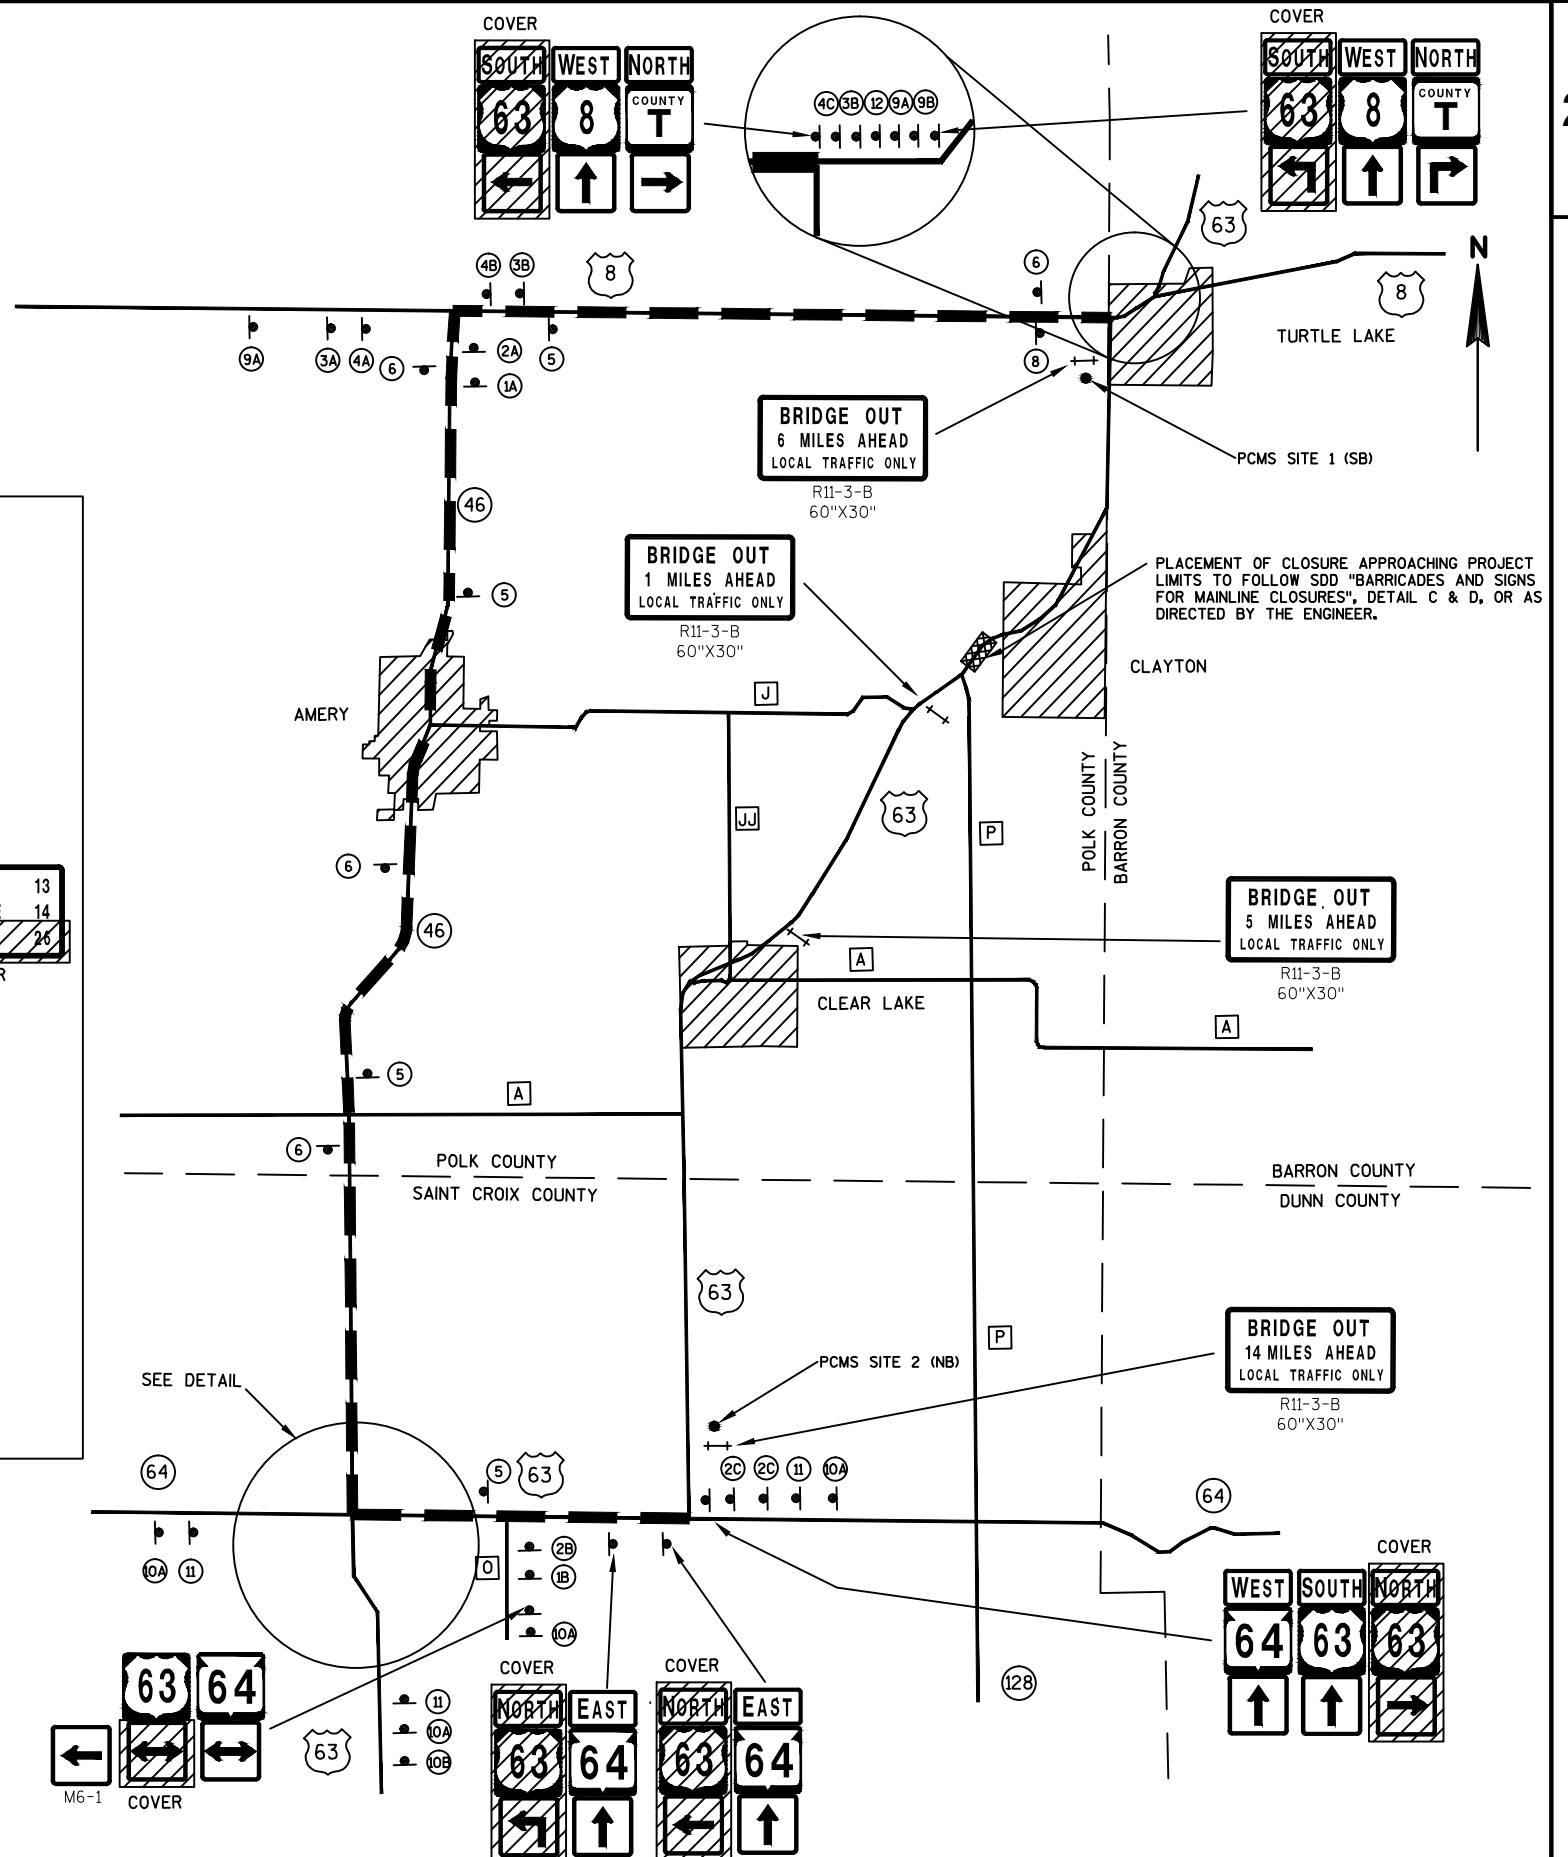 COVER
SOUTH WEST NORTH
63 8 COUNTY T
4C 3B 12 9A 9B
COVER
SOUTH WEST NORTH
63 8 COUNTY T
63
N
4B 3B
8
6
8
TURTLE LAKE
9A 3A 4A 6 2A 5
8
1A
BRIDGE OUT
6 MILES AHEAD
LOCAL TRAFFIC ONLY
R11-3-B
60"X30"
PCMS SITE 1 (SB)
46
BRIDGE OUT
1 MILES AHEAD
LOCAL TRAFFIC ONLY
R11-3-B
60"X30"
PLACEMENT OF CLOSURE APPROACHING PROJECT
LIMITS TO FOLLOW SDD "BARRICADES AND SIGNS
FOR MAINLINE CLOSURES", DETAIL C & D, OR AS
DIRECTED BY THE ENGINEER.
5
CLAYTON
J
AMERY
POLK COUNTY
BARRON COUNTY
JJ
63
P
6
13
14
26
46
BRIDGE OUT
5 MILES AHEAD
LOCAL TRAFFIC ONLY
R11-3-B
60"X30"
A
CLEAR LAKE
A
5
A
6
POLK COUNTY
SAINT CROIX COUNTY
BARRON COUNTY
DUNN COUNTY
63
P
BRIDGE OUT
14 MILES AHEAD
LOCAL TRAFFIC ONLY
R11-3-B
60"X30"
PCMS SITE 2 (NB)
SEE DETAIL
64
5 63
2C 2C 11 10A
64
10A 11
O
2B
1B
10A
COVER
WEST SOUTH NORTH
64 63 63
63 64
M6-1
COVER
63
11
10A
10B
COVER
NORTH EAST
63 64
COVER
NORTH EAST
63 64
128